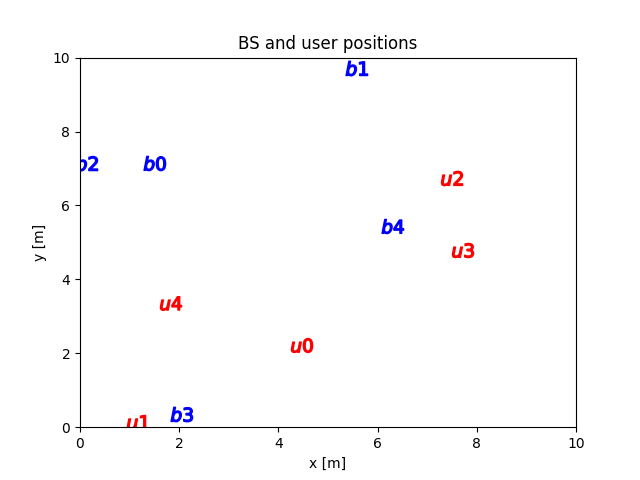 BS and user positions
10
b1
8
b2 b0
u2
6
b4
u3
4
u4
2
u0
u1 b3
0
0 2 4 6 8 10
x [m]
y [m]